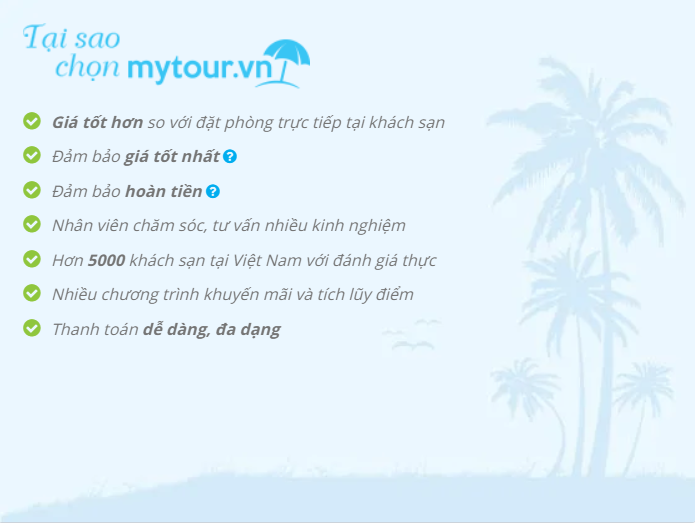 Tại sao
chọn mytour.vn
Giá tốt hơn so với đặt phòng trực tiếp tại khách sạn
Đảm bảo giá tốt nhất ?
Đảm bảo hoàn tiền ?
Nhân viên chăm sóc, tư vấn nhiều kinh nghiệm
Hơn 5000 khách sạn tại Việt Nam với đánh giá thực
Nhiều chương trình khuyến mãi và tích lũy điểm
Thanh toán dễ dàng, đa dạng